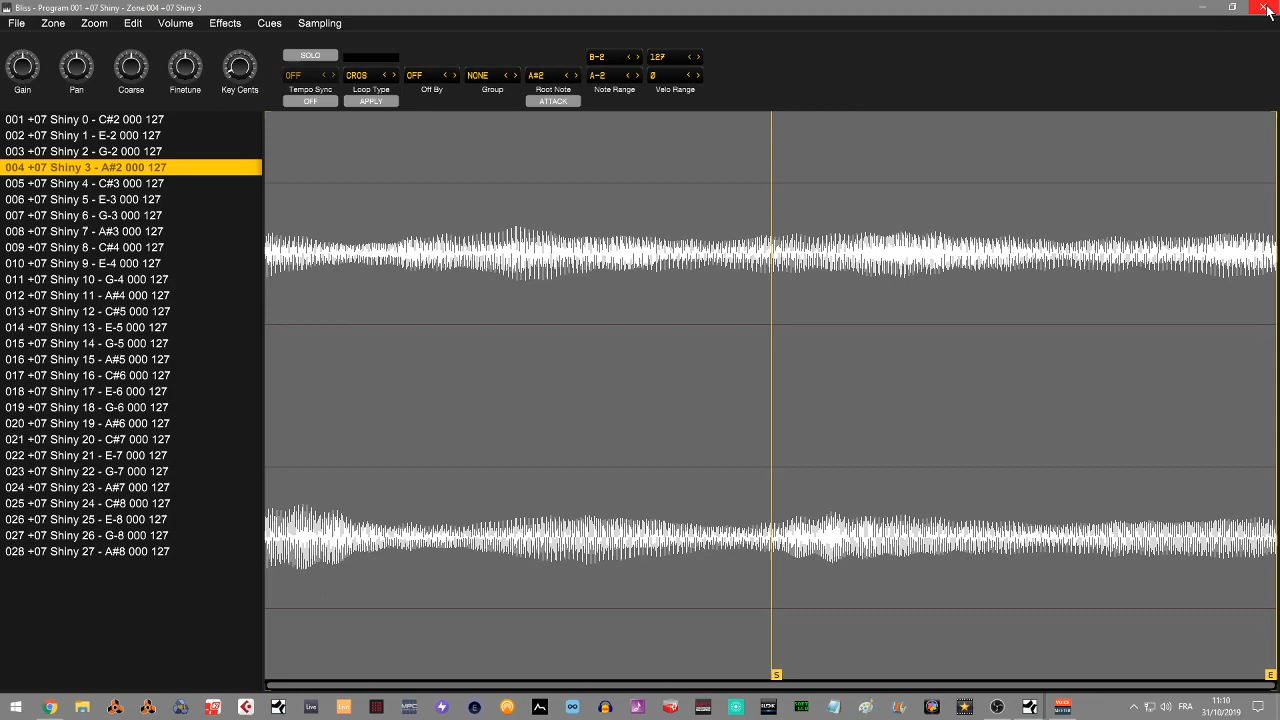 Bliss - Program 001 +07 Shiny - Zone 004 +07 Shiny 3
File Zone Zoom Edit Volume Effects Cues Sampling
SOLO
B-2 127
OFF CROS OFF NONE A#2 A-2 0
Gain Pan Coarse Finetune Key Cents Tempo Sync Loop Type Off By Group Root Note Note Range Velo Range
OFF APPLY ATTACK
001 +07 Shiny 0 - C#2 000 127
002 +07 Shiny 1 - E-2 000 127
003 +07 Shiny 2 - G-2 000 127
004 +07 Shiny 3 - A#2 000 127
005 +07 Shiny 4 - C#3 000 127
006 +07 Shiny 5 - E-3 000 127
007 +07 Shiny 6 - G-3 000 127
008 +07 Shiny 7 - A#3 000 127
009 +07 Shiny 8 - C#4 000 127
010 +07 Shiny 9 - E-4 000 127
011 +07 Shiny 10 - G-4 000 127
012 +07 Shiny 11 - A#4 000 127
013 +07 Shiny 12 - C#5 000 127
014 +07 Shiny 13 - E-5 000 127
015 +07 Shiny 14 - G-5 000 127
016 +07 Shiny 15 - A#5 000 127
017 +07 Shiny 16 - C#6 000 127
018 +07 Shiny 17 - E-6 000 127
019 +07 Shiny 18 - G-6 000 127
020 +07 Shiny 19 - A#6 000 127
021 +07 Shiny 20 - C#7 000 127
022 +07 Shiny 21 - E-7 000 127
023 +07 Shiny 22 - G-7 000 127
024 +07 Shiny 23 - A#7 000 127
025 +07 Shiny 24 - C#8 000 127
026 +07 Shiny 25 - E-8 000 127
027 +07 Shiny 26 - G-8 000 127
028 +07 Shiny 27 - A#8 000 127
S E
Live Live MPC
FRA
11:10
31/10/2019